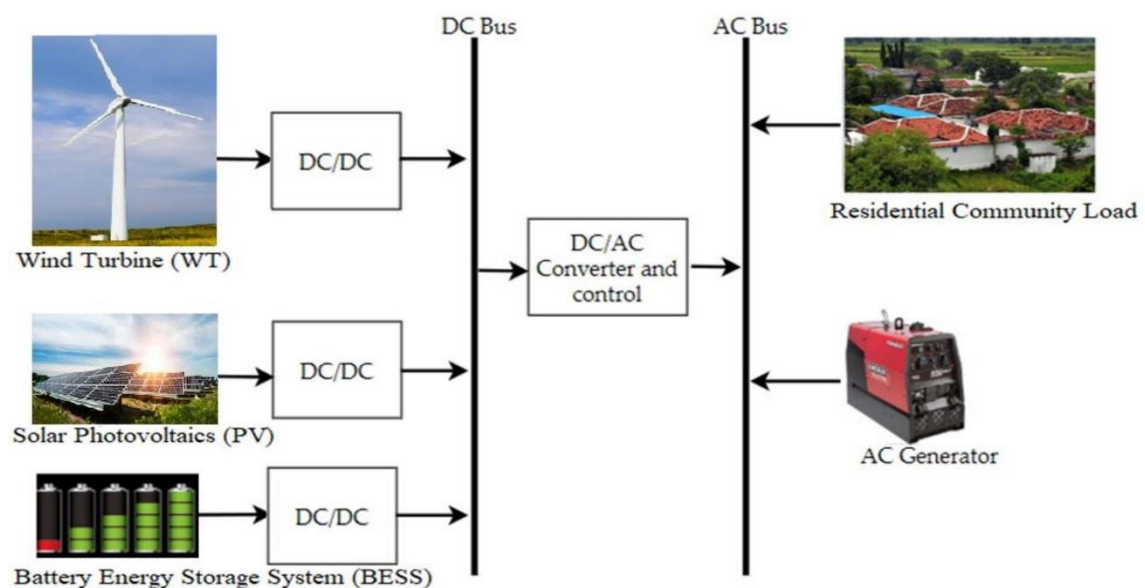 DC Bus
AC Bus
DC/DC
Wind Turbine (WT)
DC/AC
Converter and
control
Residential Community Load
DC/DC
Solar Photovoltaics (PV)
AC Generator
DC/DC
Battery Energy Storage System (BESS)